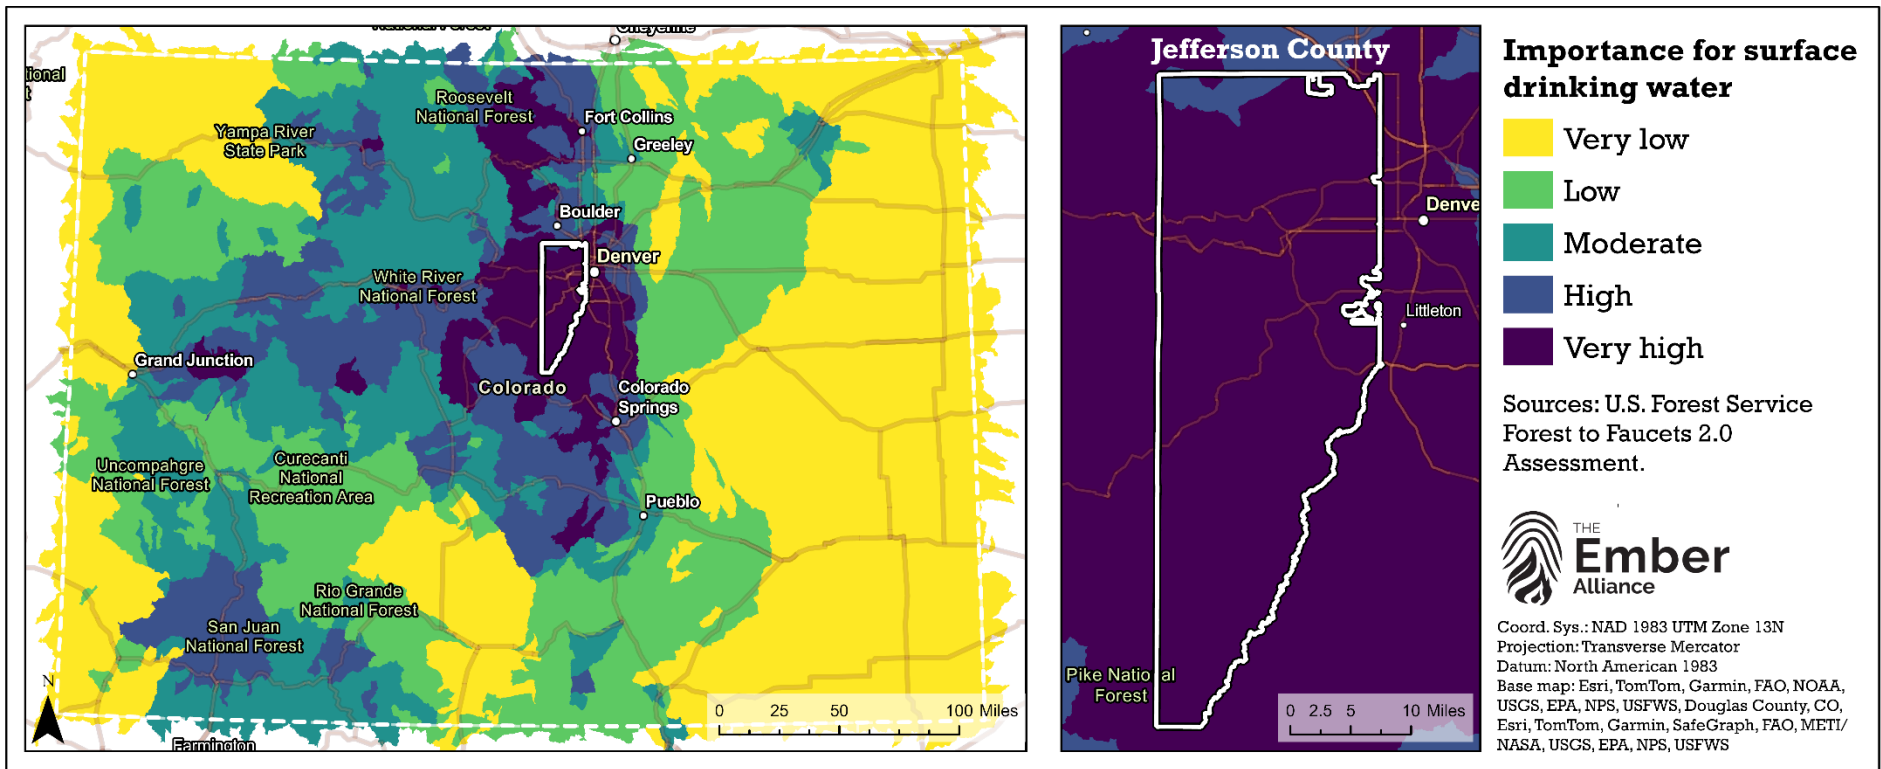 National Forest
Cheyenne
tional
t
Roosevelt
National Forest
Fort Collins
Yampa River
State Park
Greeley
Boulder
Denver
White River
National Forest
Grand Junction
Colorado
Colorado
Springs
Uncompahgre
National Forest
Curecanti
National
Recreation Area
Pueblo
Rio Grande
National Forest
San Juan
National Forest
N
0 25 50 100 Miles
Farmington
Jefferson County
Denve
Littleton
Pike Natio al
Forest
0 2.5 5 10 Miles
Importance for surface
drinking water
Very low
Low
Moderate
High
Very high
Sources: U.S. Forest Service
Forest to Faucets 2.0
Assessment.
THE
Ember
Alliance
Coord. Sys.: NAD 1983 UTM Zone 13N
Projection: Transverse Mercator
Datum: North American 1983
Base map: Esri, TomTom, Garmin, FAO, NOAA,
USGS, EPA, NPS, USFWS, Douglas County, CO,
Esri, TomTom, Garmin, SafeGraph, FAO, METI/
NASA, USGS, EPA, NPS, USFWS